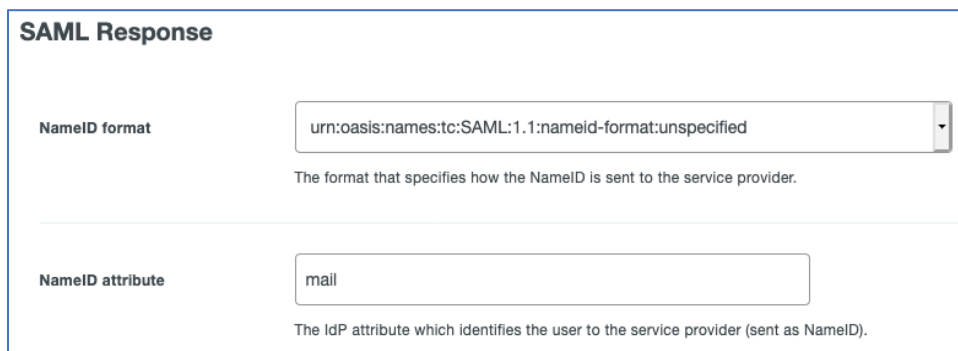 SAML Response
NameID format
urn:oasis:names:tc:SAML:1.1:nameid-format:unspecified
The format that specifies how the NameID is sent to the service provider.
NameID attribute
mail
The IdP attribute which identifies the user to the service provider (sent as NameID).